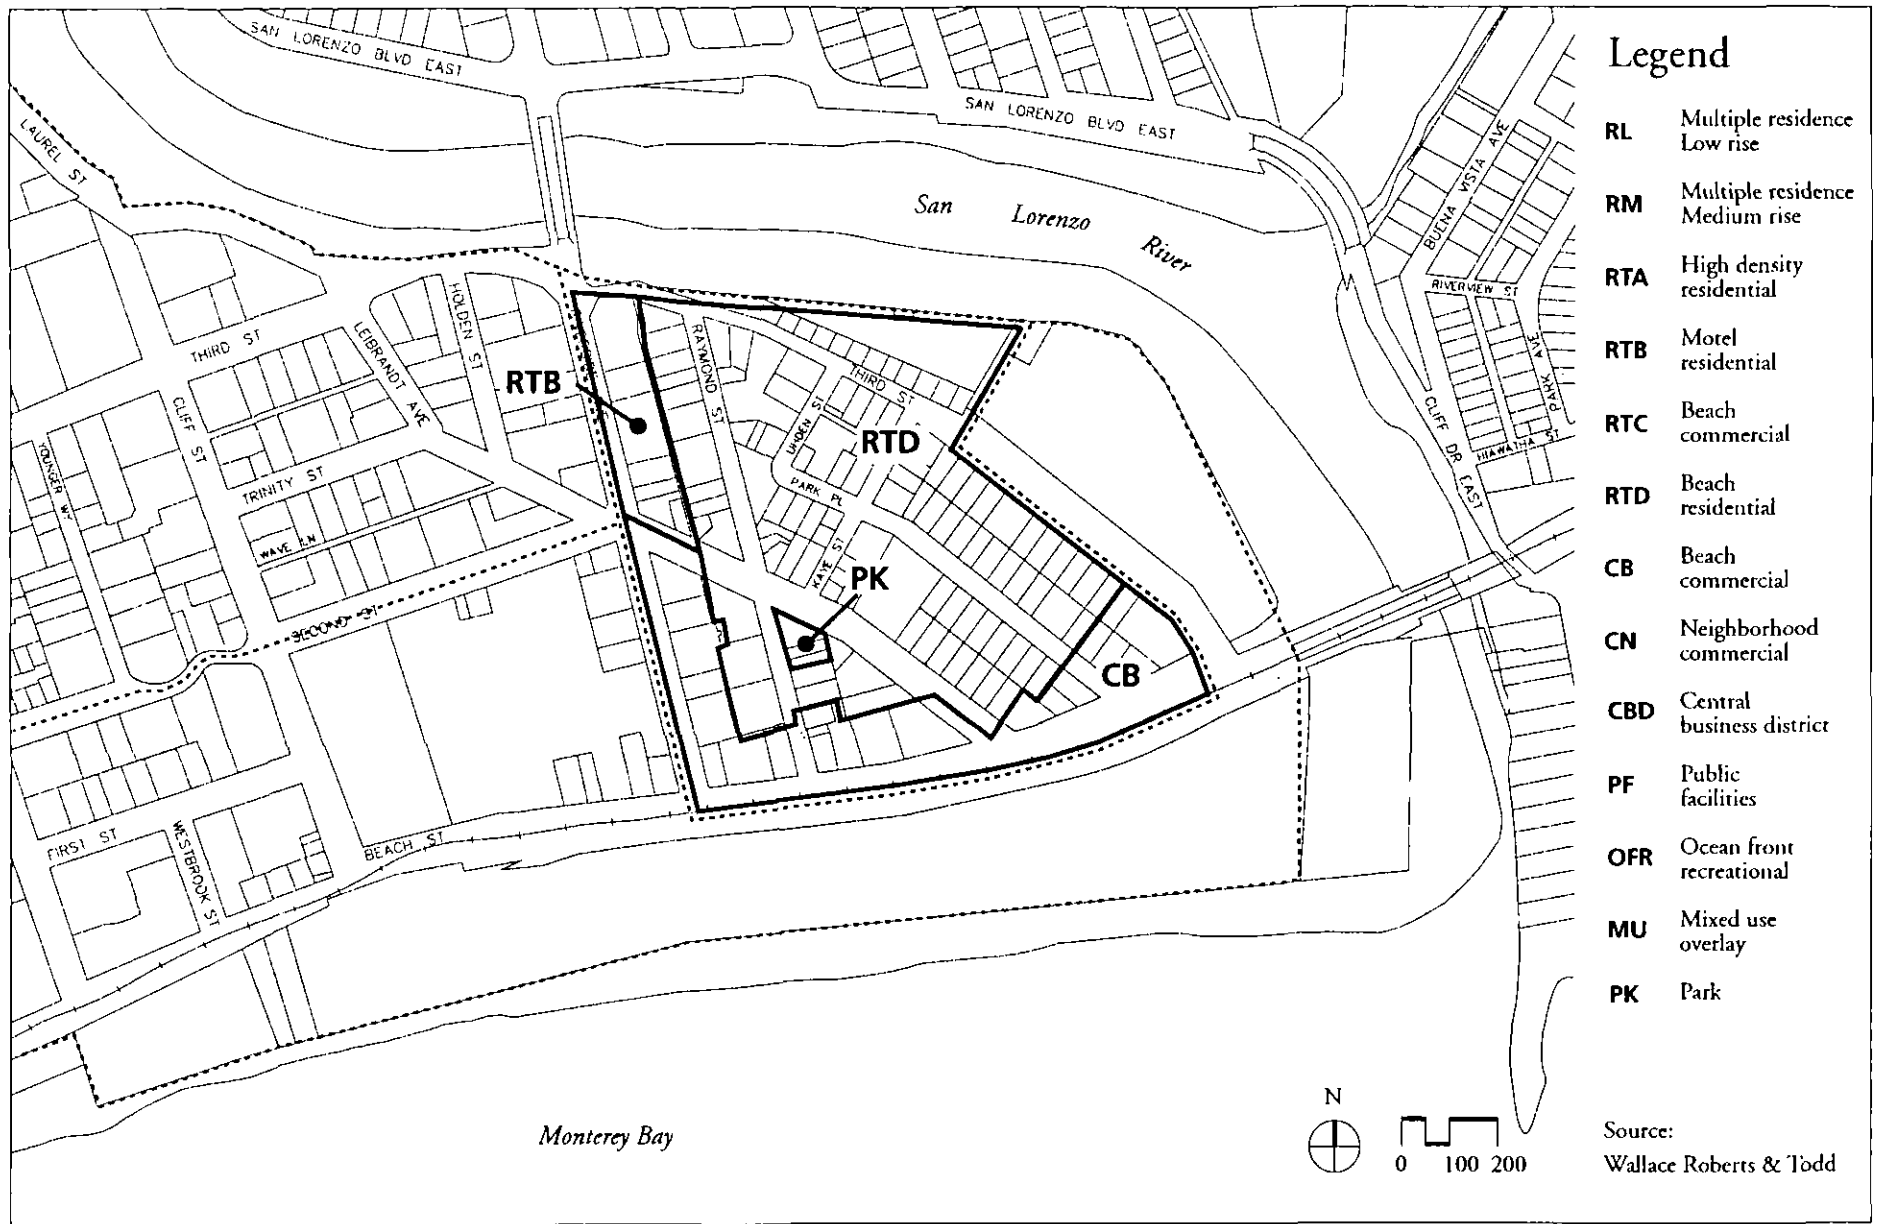 SAN LORENZO BLVD EAST
SAN LORENZO BLVD EAST
LAUREL ST
San Lorenzo River
BUENA VISTA AVE
RIVERVIEW ST
PARK AVE
HIAWATHA ST
CLIFF DR EAST
THIRD ST
LEIBRANDT AVE
HOLDEN ST
CLIFF ST
YOUNGER WY
TRINITY ST
WAVE LN
SECOND ST
RAYMOND ST
THIRD ST
UHDEN ST
PARK PL
KAYE ST
RTB
RTD
PK
CB
FIRST ST
WESTBROOK ST
BEACH ST
Monterey Bay
Legend
RL Multiple residence
Low rise
RM Multiple residence
Medium rise
RTA High density
residential
RTB Motel
residential
RTC Beach
commercial
RTD Beach
residential
CB Beach
commercial
CN Neighborhood
commercial
CBD Central
business district
PF Public
facilities
OFR Ocean front
recreational
MU Mixed use
overlay
PK Park
N
0 100 200
Source:
Wallace Roberts & Todd